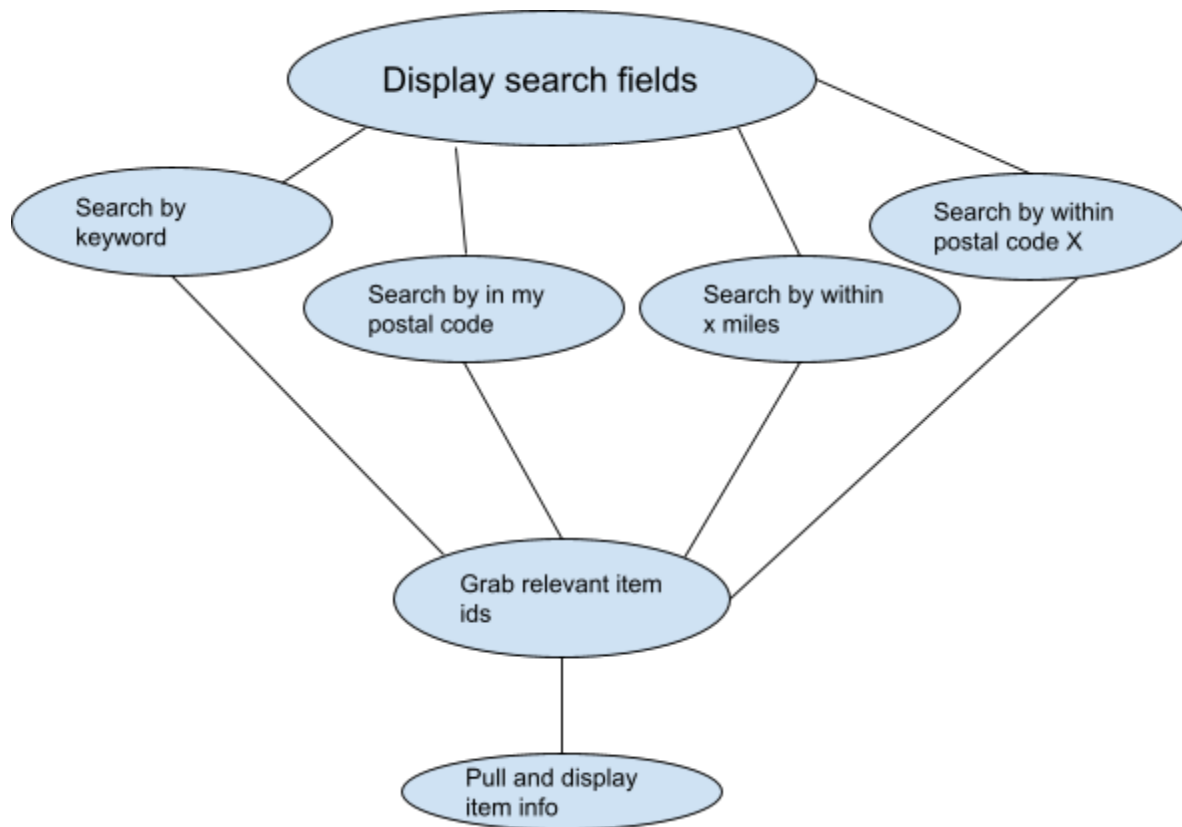 Display search fields
Search by
keyword
Search by in my
postal code
Search by within
x miles
Search by within
postal code X
Grab relevant item
ids
Pull and display
item info